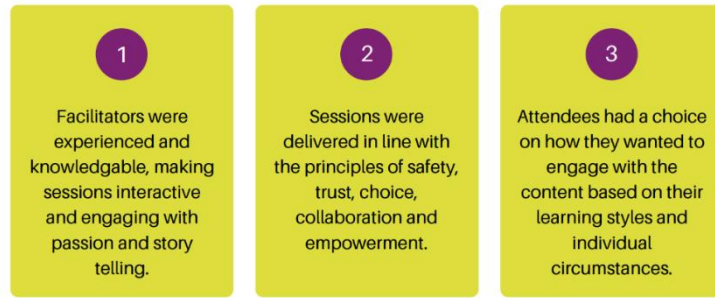 1
Facilitators were
experienced and
knowledgable, making
sessions interactive
and engaging with
passion and story
telling.
2
Sessions were
delivered in line with
the principles of safety,
trust, choice,
collaboration and
empowerment.
3
Attendees had a choice
on how they wanted to
engage with the
content based on their
learning styles and
individual
circumstances.